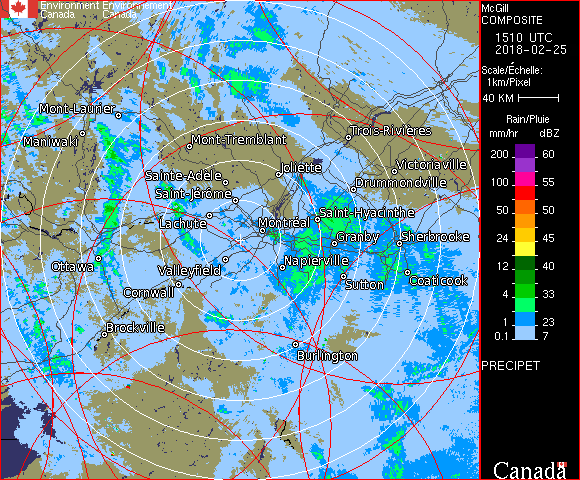 Environment Environnement
Canada Canada
McGill
COMPOSITE
1510 UTC
2018-02-25
Scale/Échelle:
1km/Pixel
40 KM
Rain/Pluie
mm/hr dBZ
200 60
100 55
50 50
24 45
12 40
4 33
1 23
0.1 7
PRECIPET
Mont-Laurier
Maniwaki
Mont-Tremblant
Trois-Rivières
Joliette
Victoriaville
Sainte-Adèle
Drummondville
Saint-Jérôme
Saint-Hyacinthe
Lachute
Montréal
Granby
Sherbrooke
Ottawa
Valleyfield
Napierville
Sutton
Coaticook
Cornwall
Brockville
Burlington
Canada